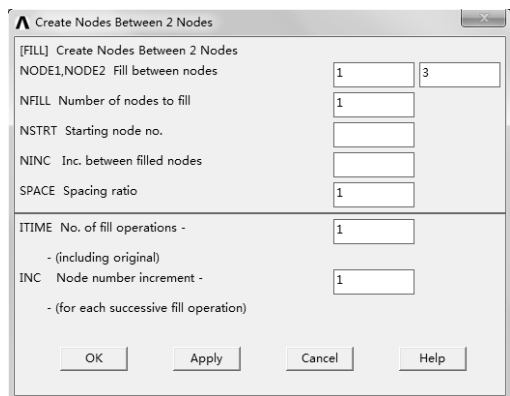 Create Nodes Between 2 Nodes
[FILL] Create Nodes Between 2 Nodes
NODE1,NODE2 Fill between nodes 1 3
NFILL Number of nodes to fill 1
NSTRT Starting node no.
NINC Inc. between filled nodes
SPACE Spacing ratio 1
ITIME No. of fill operations - 1
- (including original)
INC Node number increment - 1
- (for each successive fill operation)
OK Apply Cancel Help